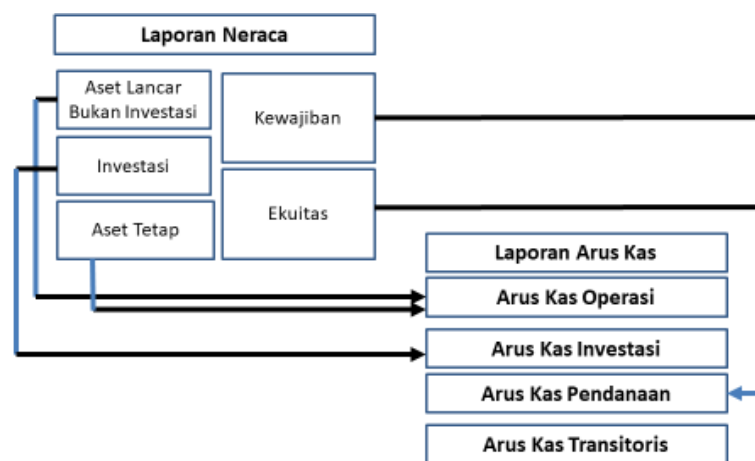 Laporan Neraca
Aset Lancar
Bukan Investasi
Kewajiban
Investasi
Ekuitas
Aset Tetap
Laporan Arus Kas
Arus Kas Operasi
Arus Kas Investasi
Arus Kas Pendanaan
Arus Kas Transitoris